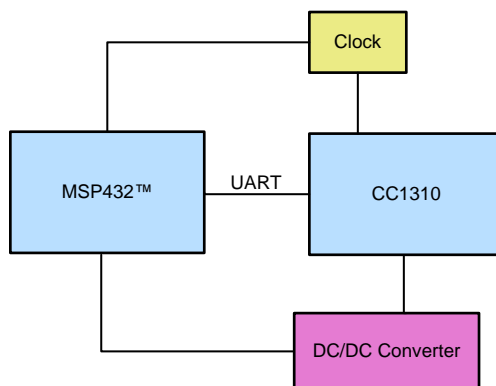 Clock
MSP432™
UART
CC1310
DC/DC Converter